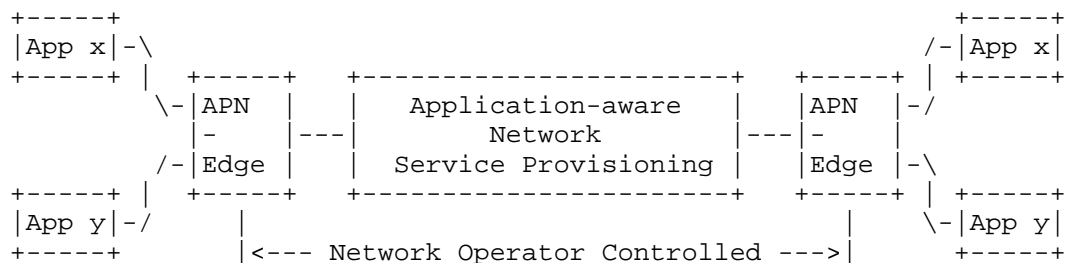 +-----+                                                         +-----+
|App x|-\                                                     /-|App x|
+-----+ |   +-----+   +------------------------+   +-----+ | +-----+
         \-|APN  |   |   Application-aware    |   |APN  |-/
           |-    |---|        Network         |---|-    |
         /-|Edge |   |  Service Provisioning |   |Edge |-\
+-----+ |   +-----+   +------------------------+   +-----+ | +-----+
|App y|-/      |                                       |      \-|App y|
+-----+        |<--- Network Operator Controlled --->|        +-----+